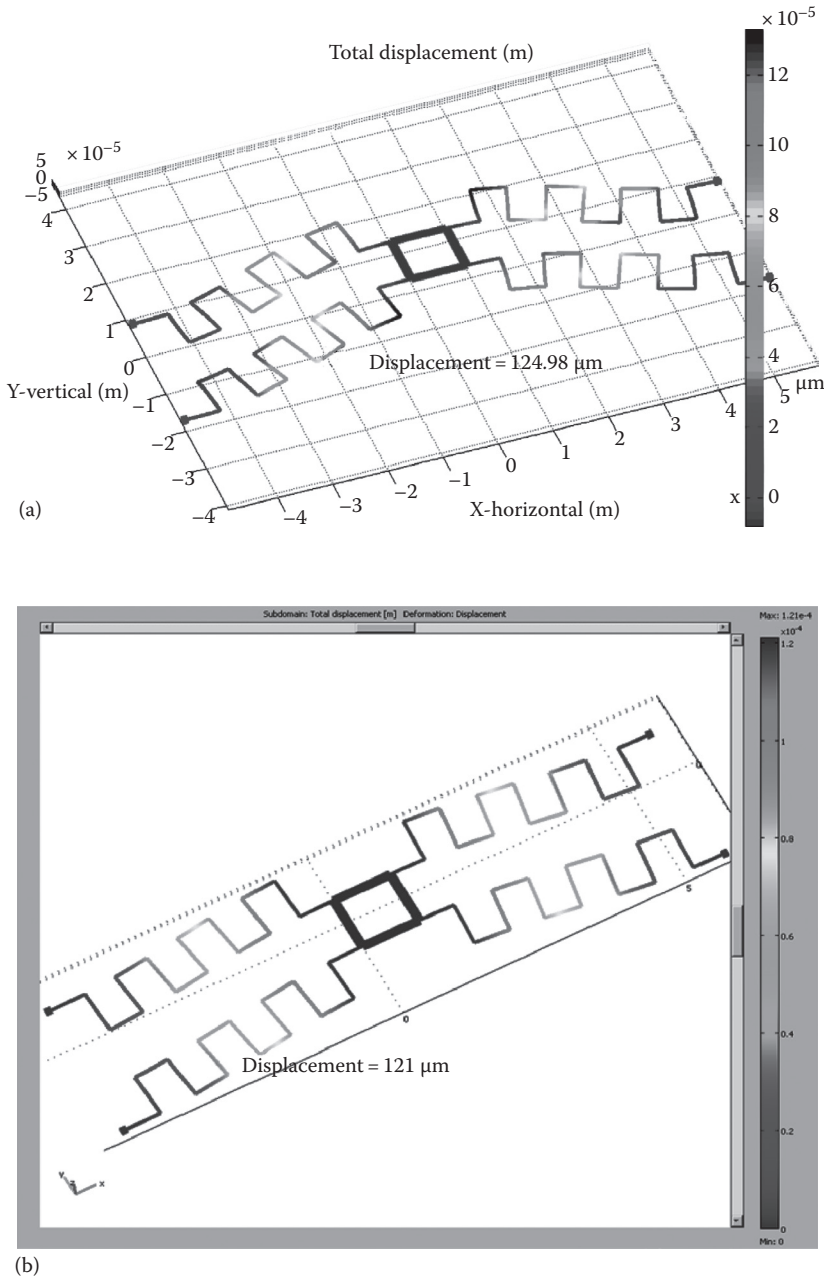 × 10⁻⁵
Total displacement (m)
12
10
8
6
4
2
0
x
5
0
−5
× 10⁻⁵
4
3
2
1
0
−1
−2
−3
−4
Y-vertical (m)
Displacement = 124.98 μm
−4
−3
−2
−1
0
1
2
3
4
5
μm
X-horizontal (m)
(a)
Subdomain: Total displacement [m] Deformation: Displacement
Max: 1.21e-4
x10⁻⁴
1.2
1
0.8
0.6
0.4
0.2
0
Min: 0
0
5
0
Displacement = 121 μm
y
z
x
(b)